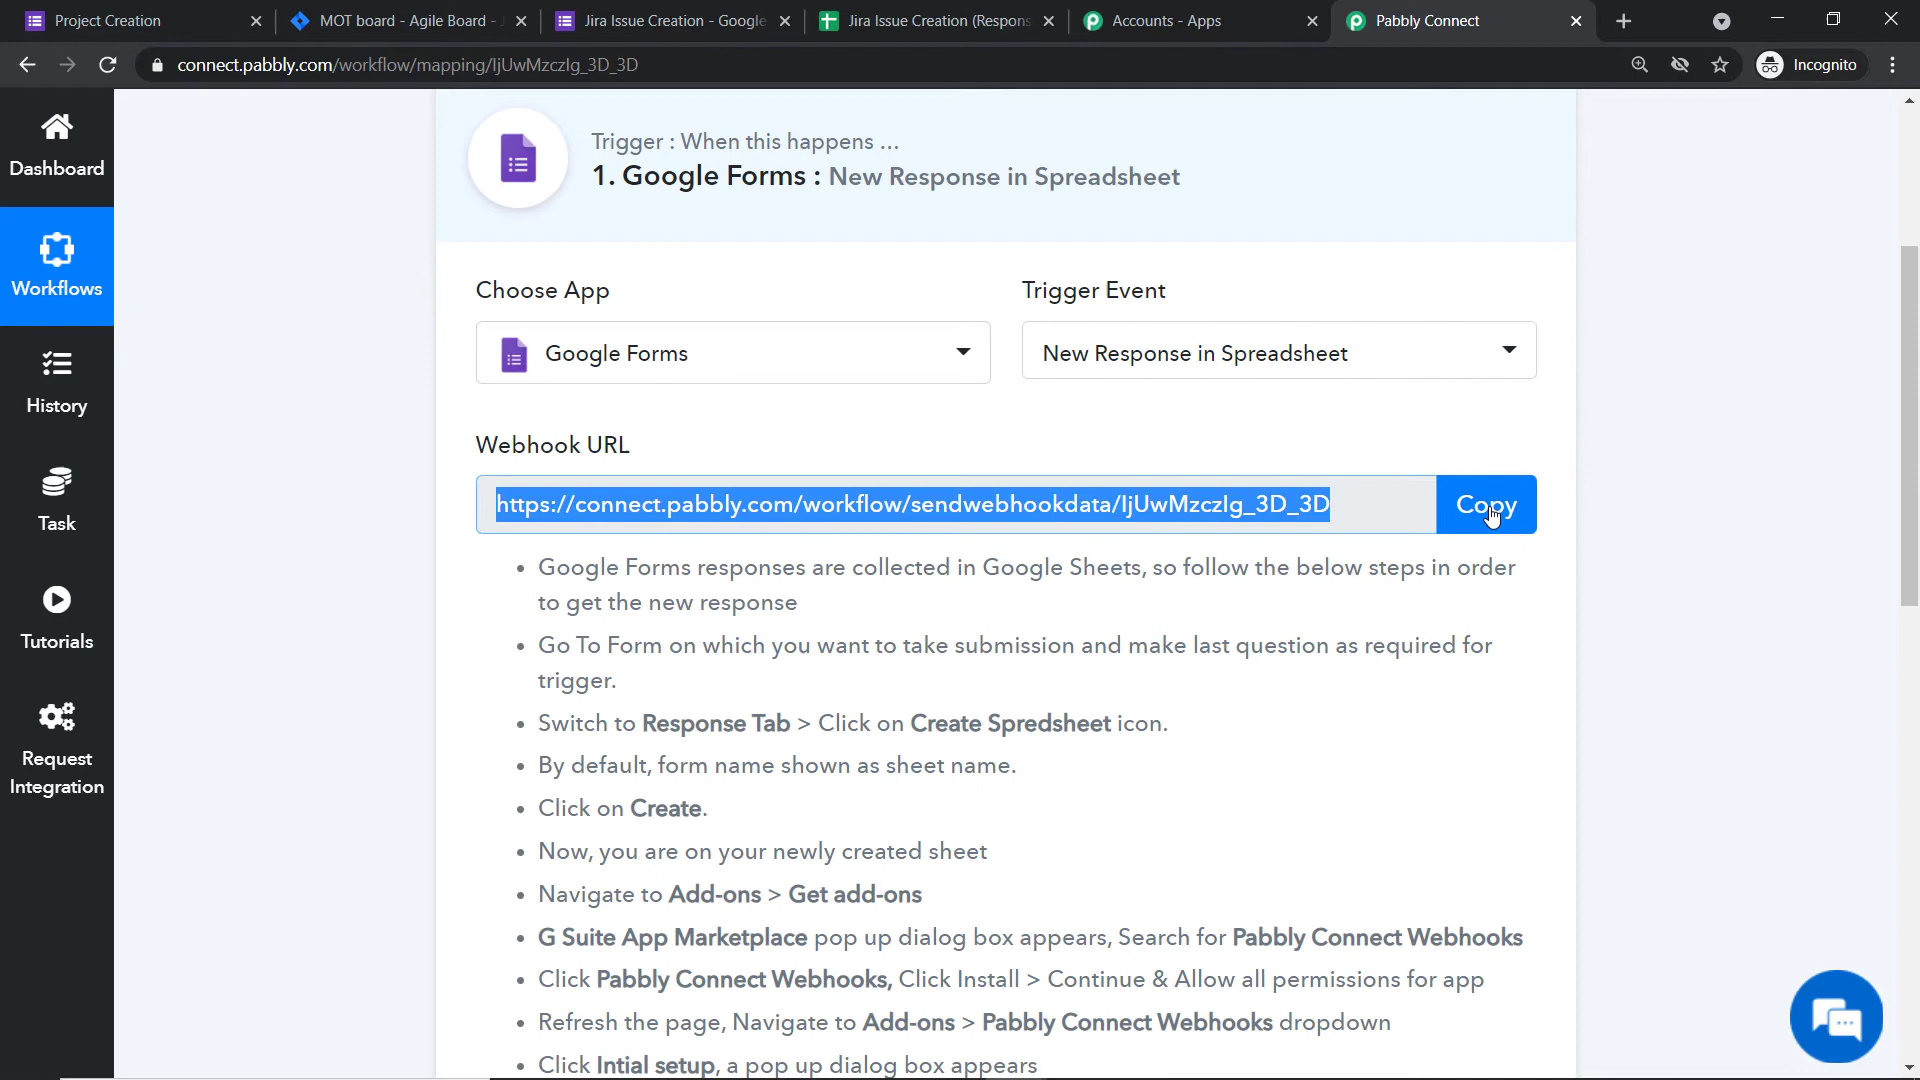 Project Creation
MOT board - Agile Board - J
Jira Issue Creation - Google
Jira Issue Creation (Respons
Accounts - Apps
Pabbly Connect
connect.pabbly.com/workflow/mapping/IjUwMzczIg_3D_3D
Incognito
Dashboard
Workflows
History
Task
Tutorials
Request
Integration
Trigger : When this happens ...
1. Google Forms : New Response in Spreadsheet
Choose App
Trigger Event
Google Forms
New Response in Spreadsheet
Webhook URL
https://connect.pabbly.com/workflow/sendwebhookdata/IjUwMzczIg_3D_3D
Copy
• Google Forms responses are collected in Google Sheets, so follow the below steps in order
to get the new response
• Go To Form on which you want to take submission and make last question as required for
trigger.
• Switch to Response Tab > Click on Create Spredsheet icon.
• By default, form name shown as sheet name.
• Click on Create.
• Now, you are on your newly created sheet
• Navigate to Add-ons > Get add-ons
• G Suite App Marketplace pop up dialog box appears, Search for Pabbly Connect Webhooks
• Click Pabbly Connect Webhooks, Click Install > Continue & Allow all permissions for app
• Refresh the page, Navigate to Add-ons > Pabbly Connect Webhooks dropdown
• Click Intial setup, a pop up dialog box appears